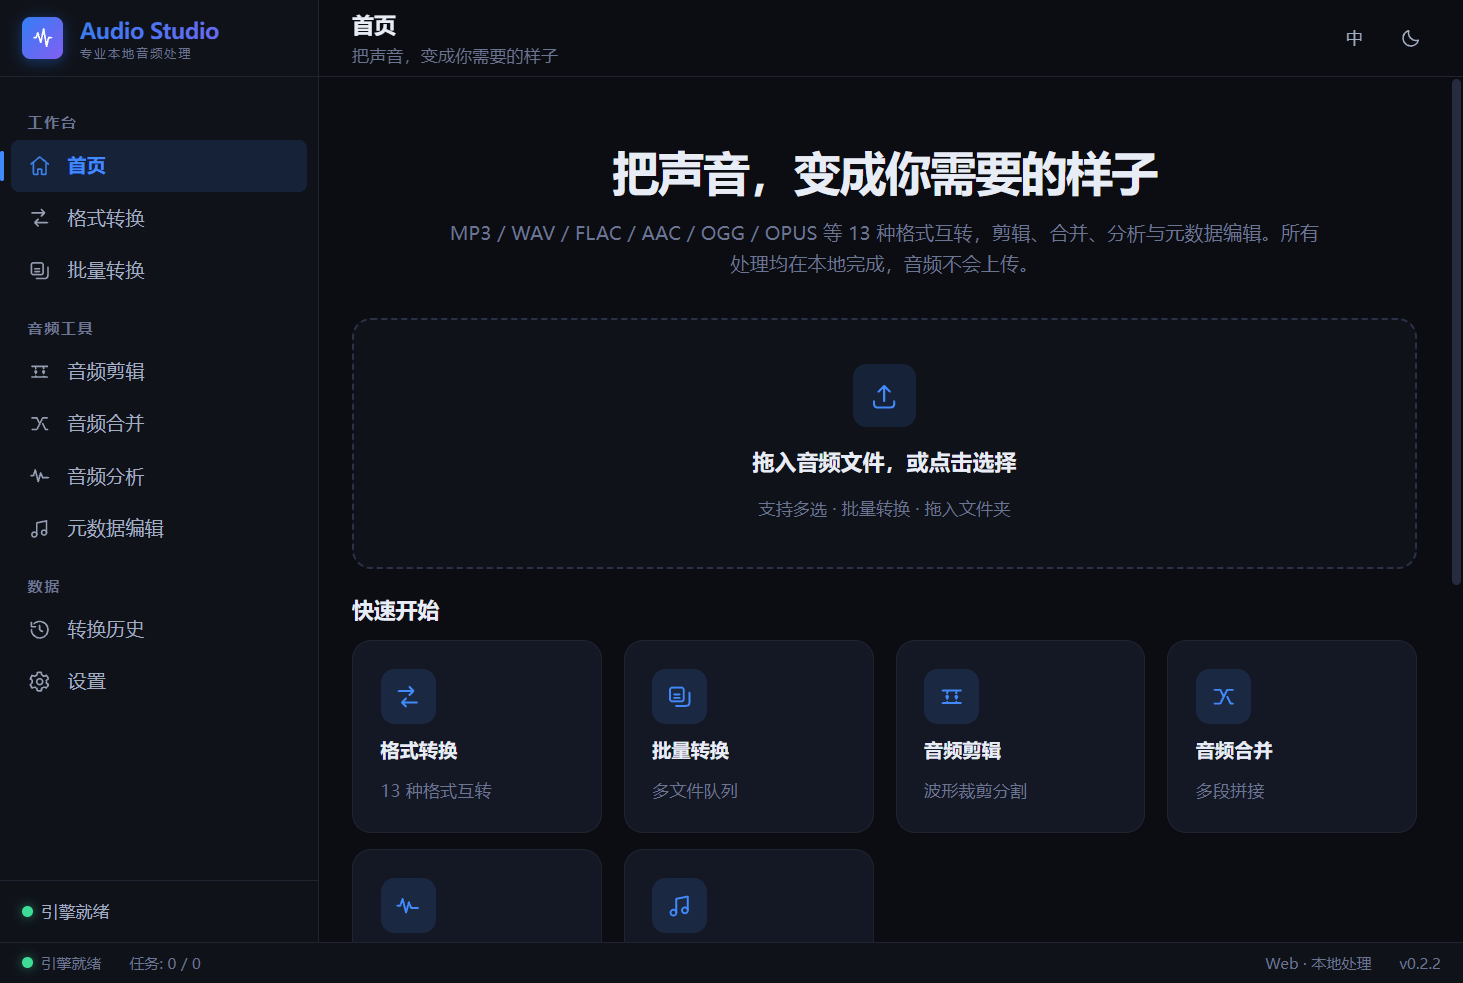 Audio Studio
专业本地音频处理
首页
把声音，变成你需要的样子
中
工作台
首页
格式转换
批量转换
音频工具
音频剪辑
音频合并
音频分析
元数据编辑
数据
转换历史
设置
引擎就绪
把声音，变成你需要的样子
MP3 / WAV / FLAC / AAC / OGG / OPUS 等 13 种格式互转，剪辑、合并、分析与元数据编辑。所有
处理均在本地完成，音频不会上传。
拖入音频文件，或点击选择
支持多选 · 批量转换 · 拖入文件夹
快速开始
格式转换
13 种格式互转
批量转换
多文件队列
音频剪辑
波形裁剪分割
音频合并
多段拼接
引擎就绪
任务: 0 / 0
Web · 本地处理
v0.2.2